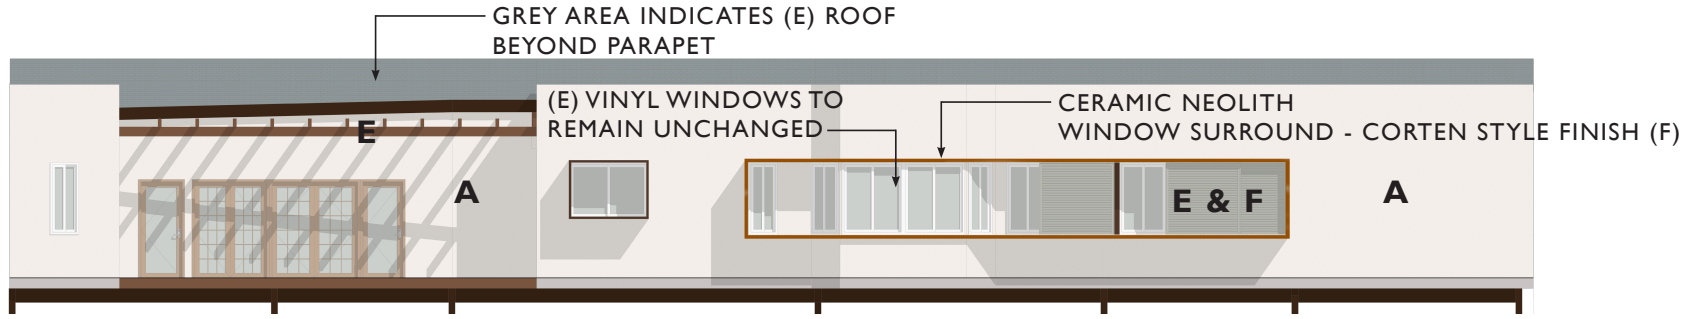 GREY AREA INDICATES (E) ROOF
BEYOND PARAPET
(E) VINYL WINDOWS TO
REMAIN UNCHANGED
CERAMIC NEOLITH
WINDOW SURROUND - CORTEN STYLE FINISH (F)
E
A
E & F
A